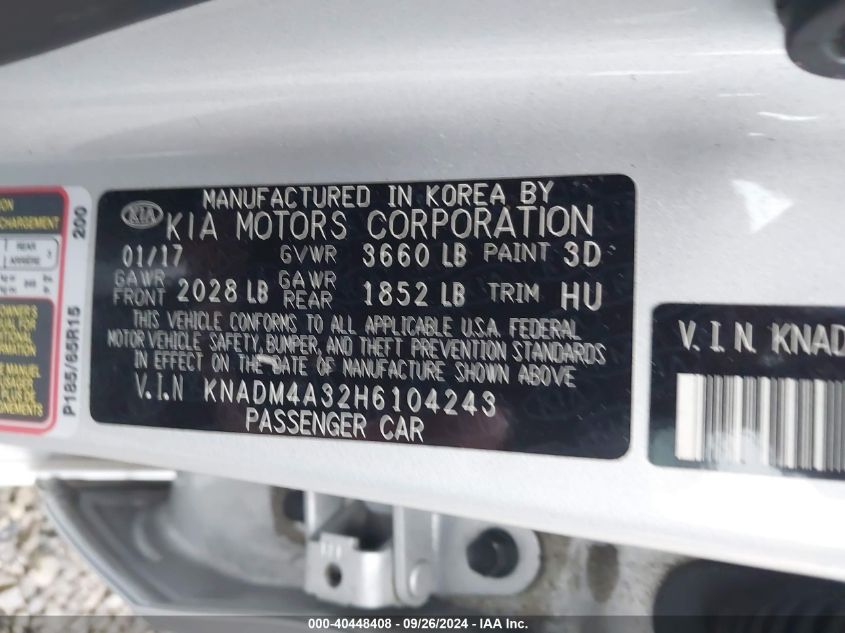 MANUFACTURED IN KOREA BY
KIA
KIA MOTORS CORPORATION
01/17 GVWR 3660 LB PAINT 3D
GAWR FRONT 2028 LB GAWR REAR 1852 LB TRIM HU
THIS VEHICLE CONFORMS TO ALL APPLICABLE U.S.A. FEDERAL
MOTOR VEHICLE SAFETY, BUMPER, AND THEFT PREVENTION STANDARDS
IN EFFECT ON THE DATE OF MANUFACTURE SHOWN ABOVE
V.I.N KNADM4A32H6104243
PASSENGER CAR
REAR
ARRIERE
P185/65R15
200
V.I.N. KNAD
000-40448408 - 09/26/2024 - IAAI Inc.